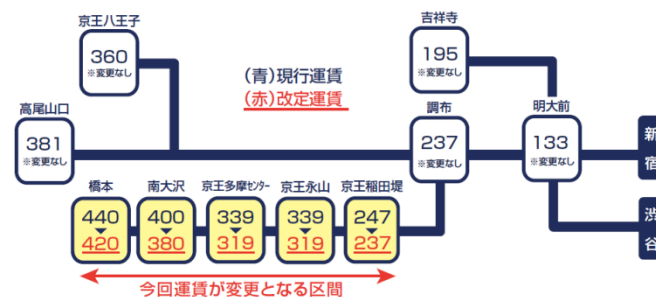 京王八王子
360
※変更なし
吉祥寺
195
※変更なし
(青)現行運賃
(赤)改定運賃
高尾山口
381
※変更なし
調布
237
※変更なし
明大前
133
※変更なし
新宿
渋谷
橋本
440
420
南大沢
400
380
京王多摩センター
339
319
京王永山
339
319
京王稲田堤
247
237
今回運賃が変更となる区間